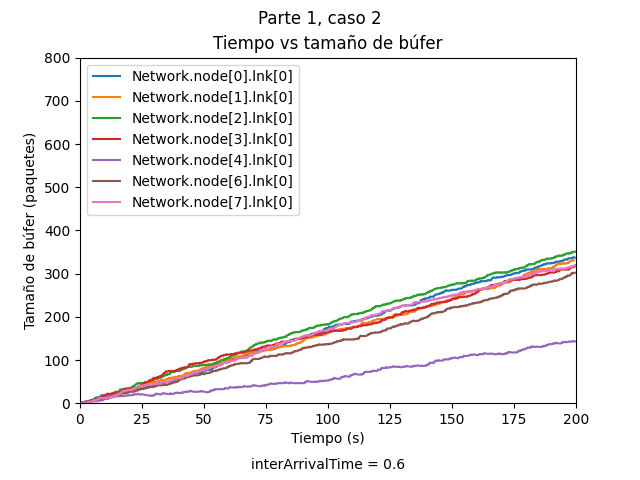 Parte 1, caso 2
Tiempo vs tamaño de búfer
800
700
600
500
400
300
200
100
0
Tamaño de búfer (paquetes)
Network.node[0].lnk[0]
Network.node[1].lnk[0]
Network.node[2].lnk[0]
Network.node[3].lnk[0]
Network.node[4].lnk[0]
Network.node[6].lnk[0]
Network.node[7].lnk[0]
0 25 50 75 100 125 150 175 200
Tiempo (s)
interArrivalTime = 0.6